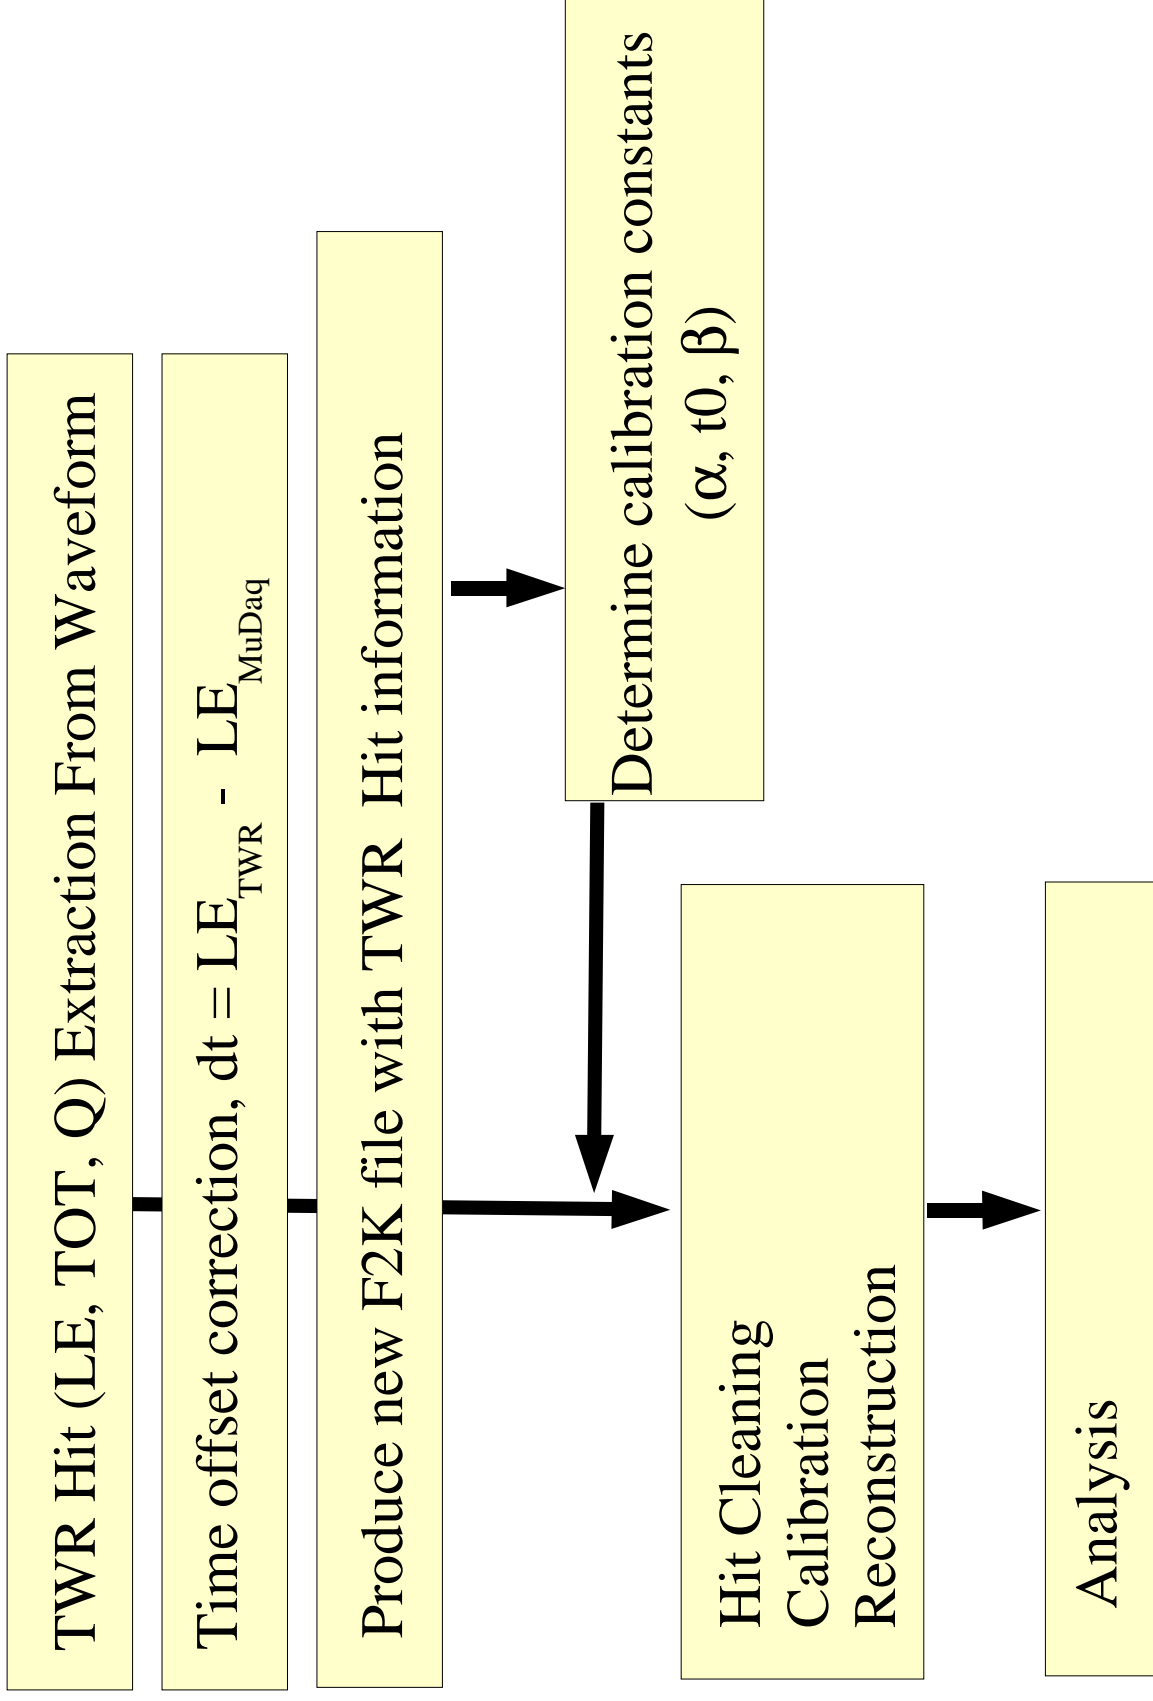 TWR Hit (LE, TOT, Q) Extraction From Waveform
Time offset correction, dt = LE_TWR - LE_MuDaq
Produce new F2K file with TWR Hit information
Determine calibration constants
(α, t0, β)
Hit Cleaning
Calibration
Reconstruction
Analysis